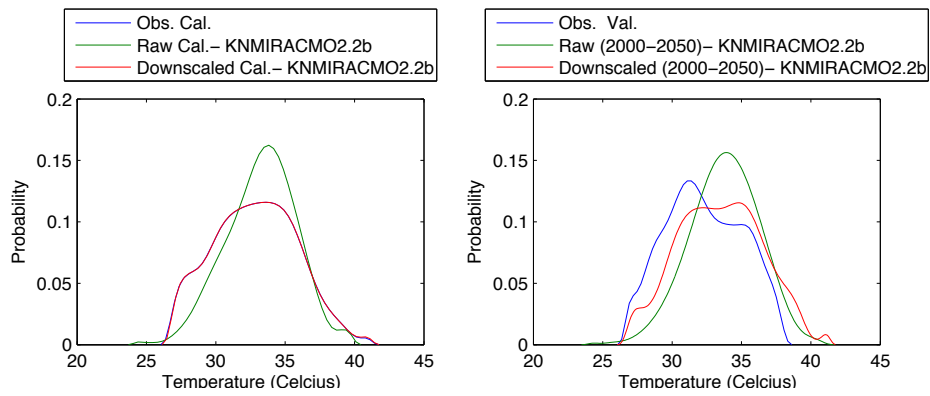 Obs. Cal.
Raw Cal.− KNMIRACMO2.2b
Downscaled Cal.− KNMIRACMO2.2b
0.2
0.15
0.1
0.05
0
20 25 30 35 40 45
Probability
Temperature (Celcius)
Obs. Val.
Raw (2000−2050)− KNMIRACMO2.2b
Downscaled (2000−2050)− KNMIRACMO2.2b
0.2
0.15
0.1
0.05
0
20 25 30 35 40 45
Probability
Temperature (Celcius)